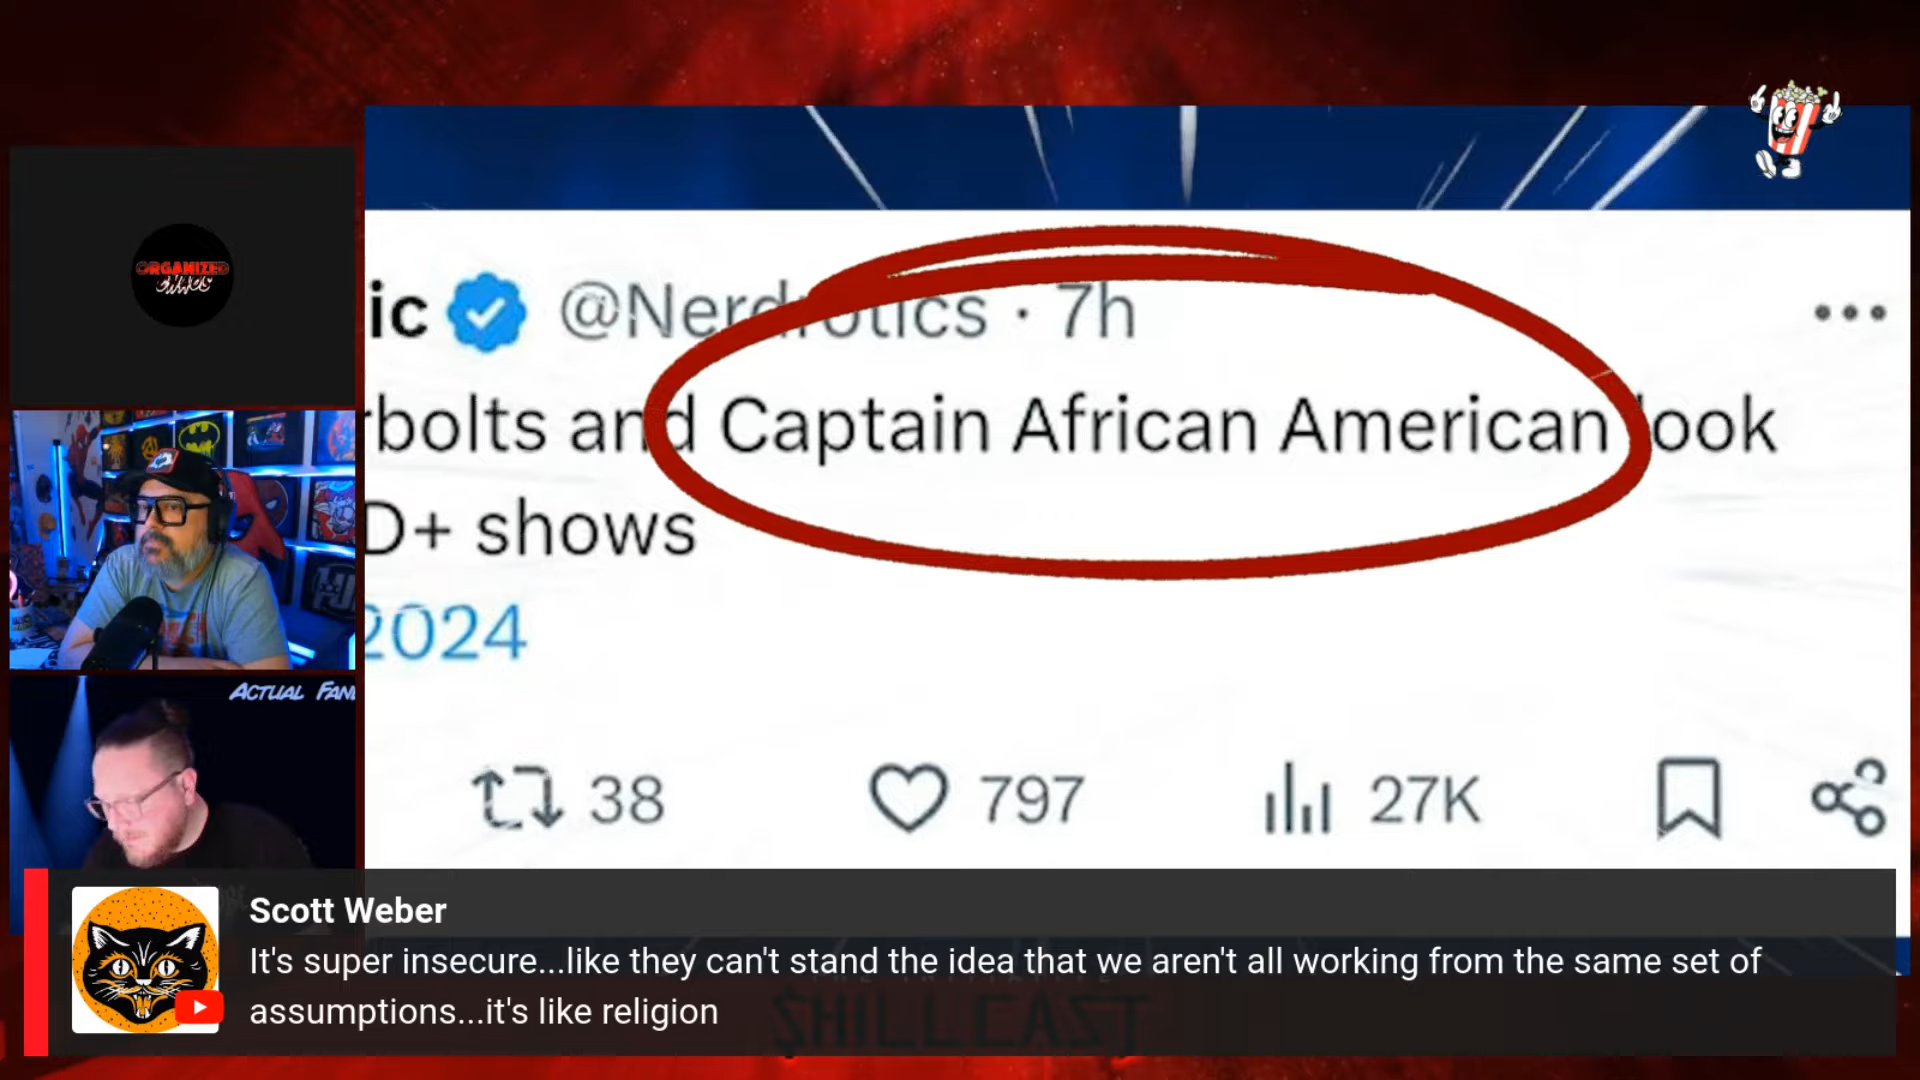 ORGANIZED
ic @Nerdrotics · 7h
rbolts and Captain African American look
D+ shows
2024
38 797 27K
ACTUAL FAN
Scott Weber
It's super insecure...like they can't stand the idea that we aren't all working from the same set of
assumptions...it's like religion
$HILLCAST